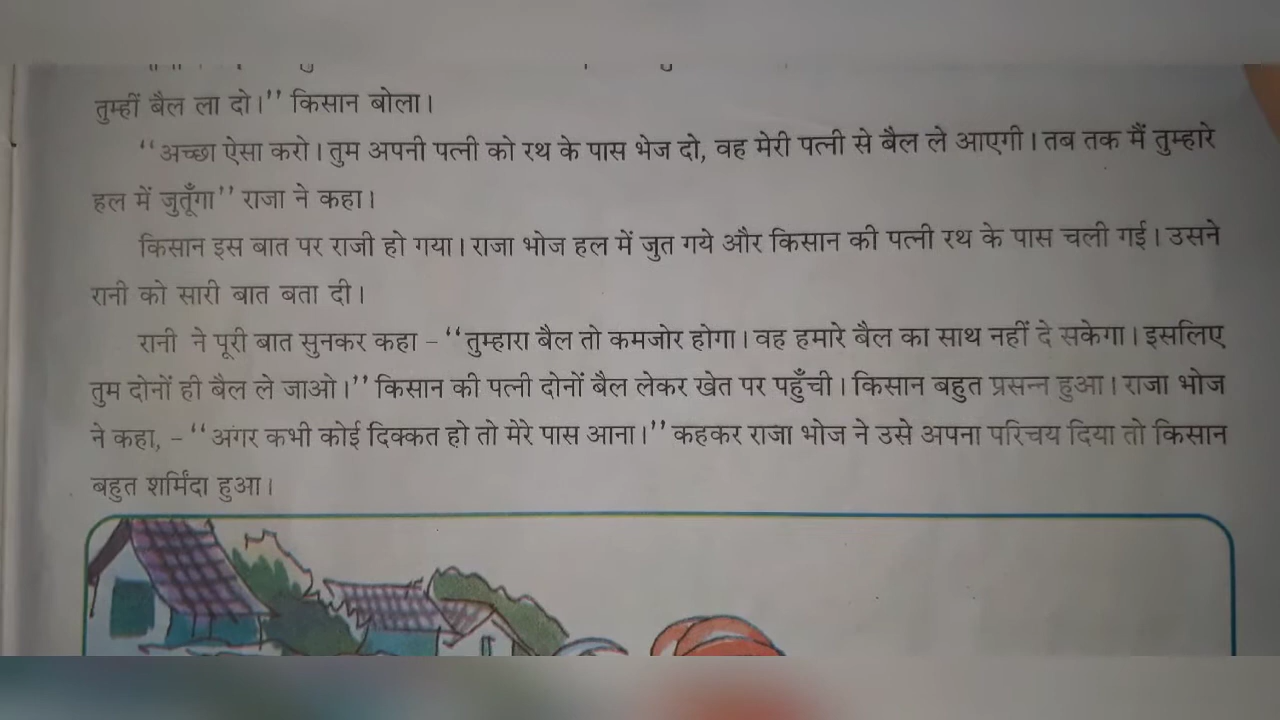 तुम्हीं बैल ला दो।’’ किसान बोला।
‘‘अच्छा ऐसा करो। तुम अपनी पत्नी को रथ के पास भेज दो, वह मेरी पत्नी से बैल ले आएगी। तब तक मैं तुम्हारे
हल में जुतूँगा’’ राजा ने कहा।
किसान इस बात पर राजी हो गया। राजा भोज हल में जुत गये और किसान की पत्नी रथ के पास चली गई। उसने
रानी को सारी बात बता दी।
रानी ने पूरी बात सुनकर कहा – ‘‘तुम्हारा बैल तो कमजोर होगा। वह हमारे बैल का साथ नहीं दे सकेगा। इसलिए
तुम दोनों ही बैल ले जाओ।’’ किसान की पत्नी दोनों बैल लेकर खेत पर पहुँची। किसान बहुत प्रसन्न हुआ। राजा भोज
ने कहा, – ‘‘अगर कभी कोई दिक्कत हो तो मेरे पास आना।’’ कहकर राजा भोज ने उसे अपना परिचय दिया तो किसान
बहुत शर्मिंदा हुआ।